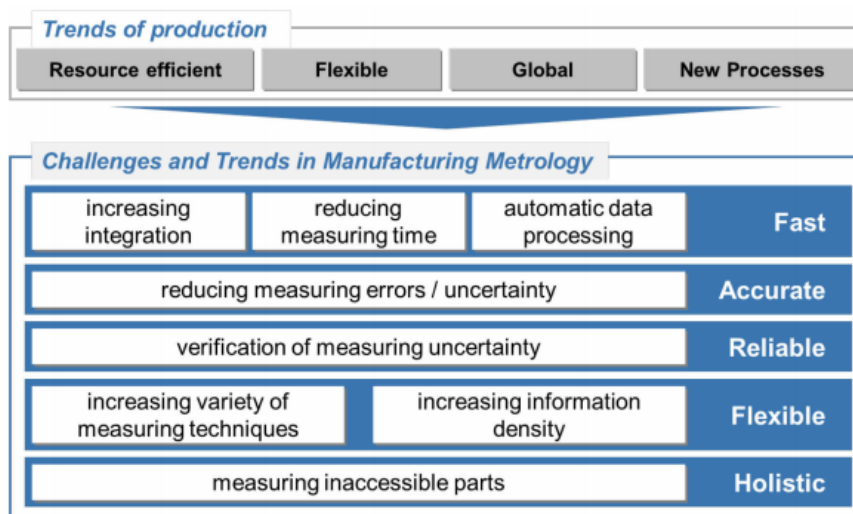 Trends of production
Resource efficient
Flexible
Global
New Processes
Challenges and Trends in Manufacturing Metrology
increasing
integration
reducing
measuring time
automatic data
processing
Fast
reducing measuring errors / uncertainty
Accurate
verification of measuring uncertainty
Reliable
increasing variety of
measuring techniques
increasing information
density
Flexible
measuring inaccessible parts
Holistic